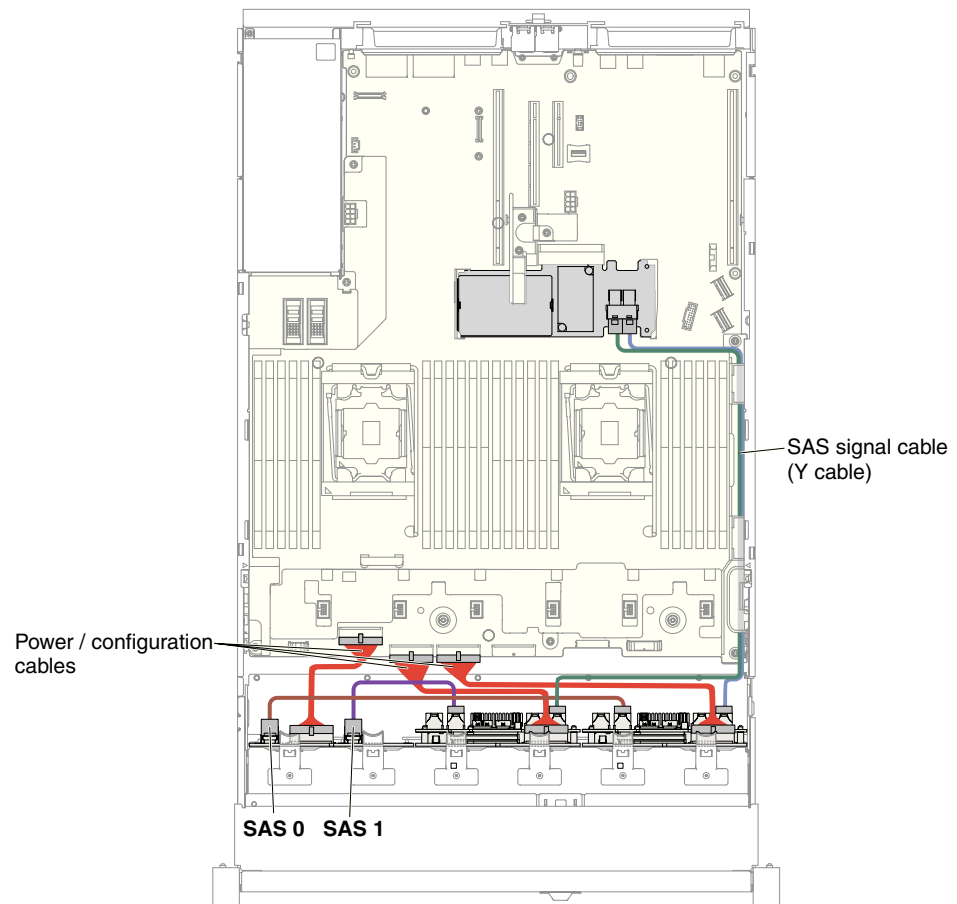 SAS signal cable
(Y cable)
Power / configuration
cables
SAS 0
SAS 1